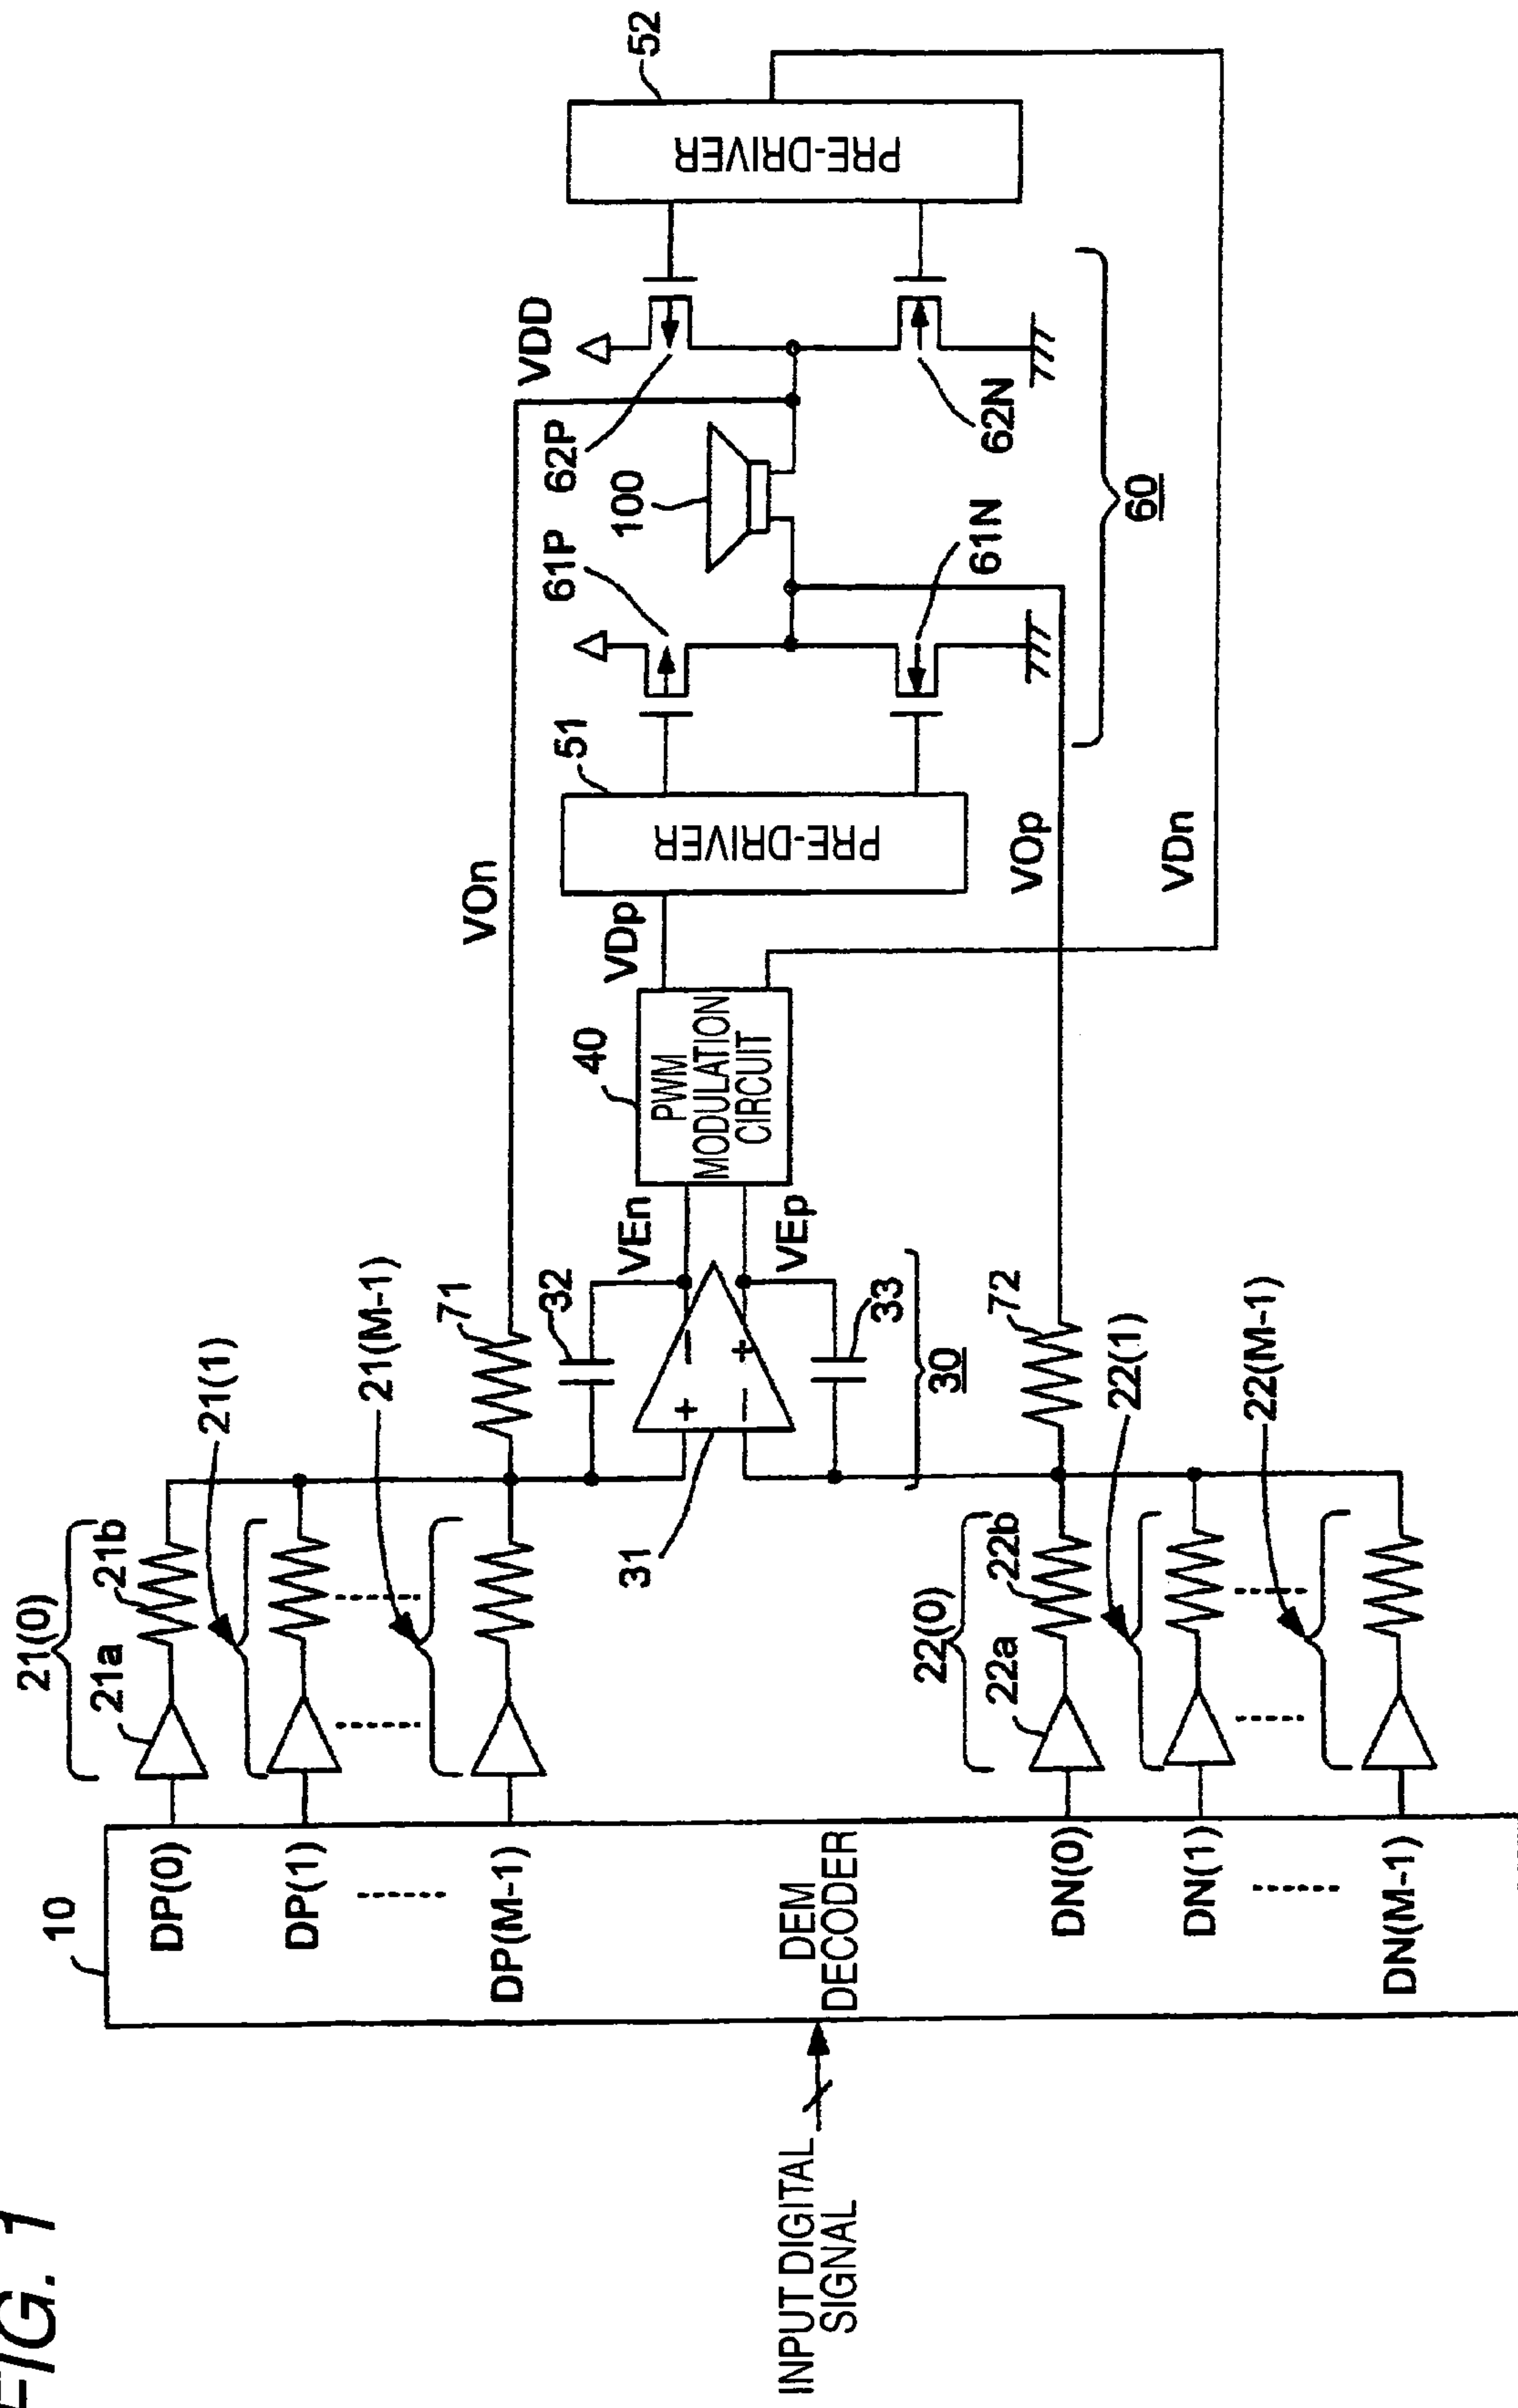 FIG. 1
INPUT DIGITAL
SIGNAL
10
DP(0)
DP(1)
DP(M-1)
DEM
DECODER
DN(0)
DN(1)
DN(M-1)
21(0)
21a
21b
21(1)
21(M-1)
22(0)
22a
22b
22(1)
22(M-1)
71
72
31
32
33
30
+
−
−
+
VEn
VEp
40
PWM
MODULATION
CIRCUIT
VOn
VDp
VOp
VDn
51
PRE-DRIVER
61P
61N
100
62P
62N
VDD
60
52
PRE-DRIVER